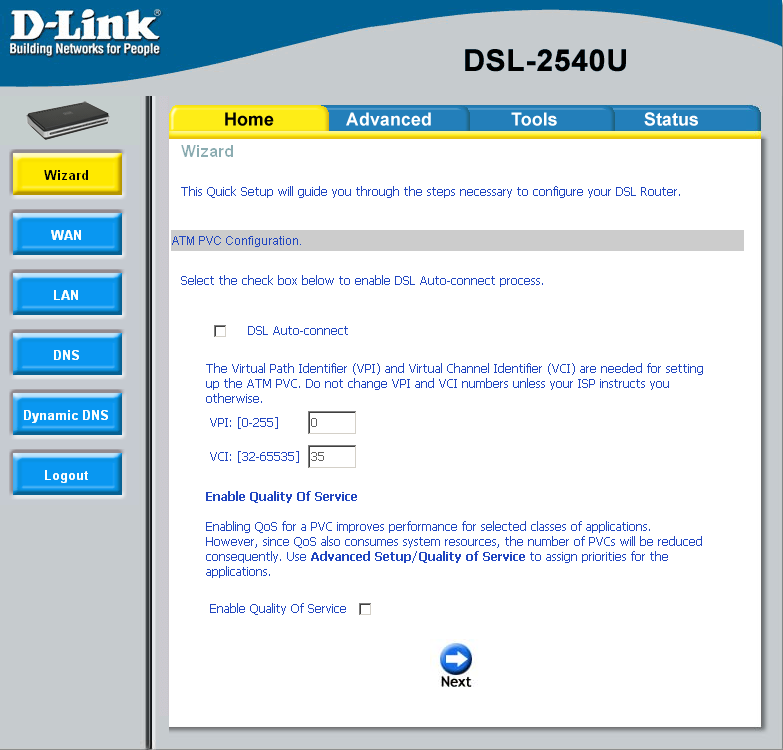 D-Link®
Building Networks for People
DSL-2540U
Home
Advanced
Tools
Status
Wizard
WAN
LAN
DNS
Dynamic DNS
Logout
Wizard
This Quick Setup will guide you through the steps necessary to configure your DSL Router.
ATM PVC Configuration.
Select the check box below to enable DSL Auto-connect process.
DSL Auto-connect
The Virtual Path Identifier (VPI) and Virtual Channel Identifier (VCI) are needed for setting
up the ATM PVC. Do not change VPI and VCI numbers unless your ISP instructs you
otherwise.
VPI: [0-255] 0
VCI: [32-65535] 35
Enable Quality Of Service
Enabling QoS for a PVC improves performance for selected classes of applications.
However, since QoS also consumes system resources, the number of PVCs will be reduced
consequently. Use Advanced Setup/Quality of Service to assign priorities for the
applications.
Enable Quality Of Service
Next